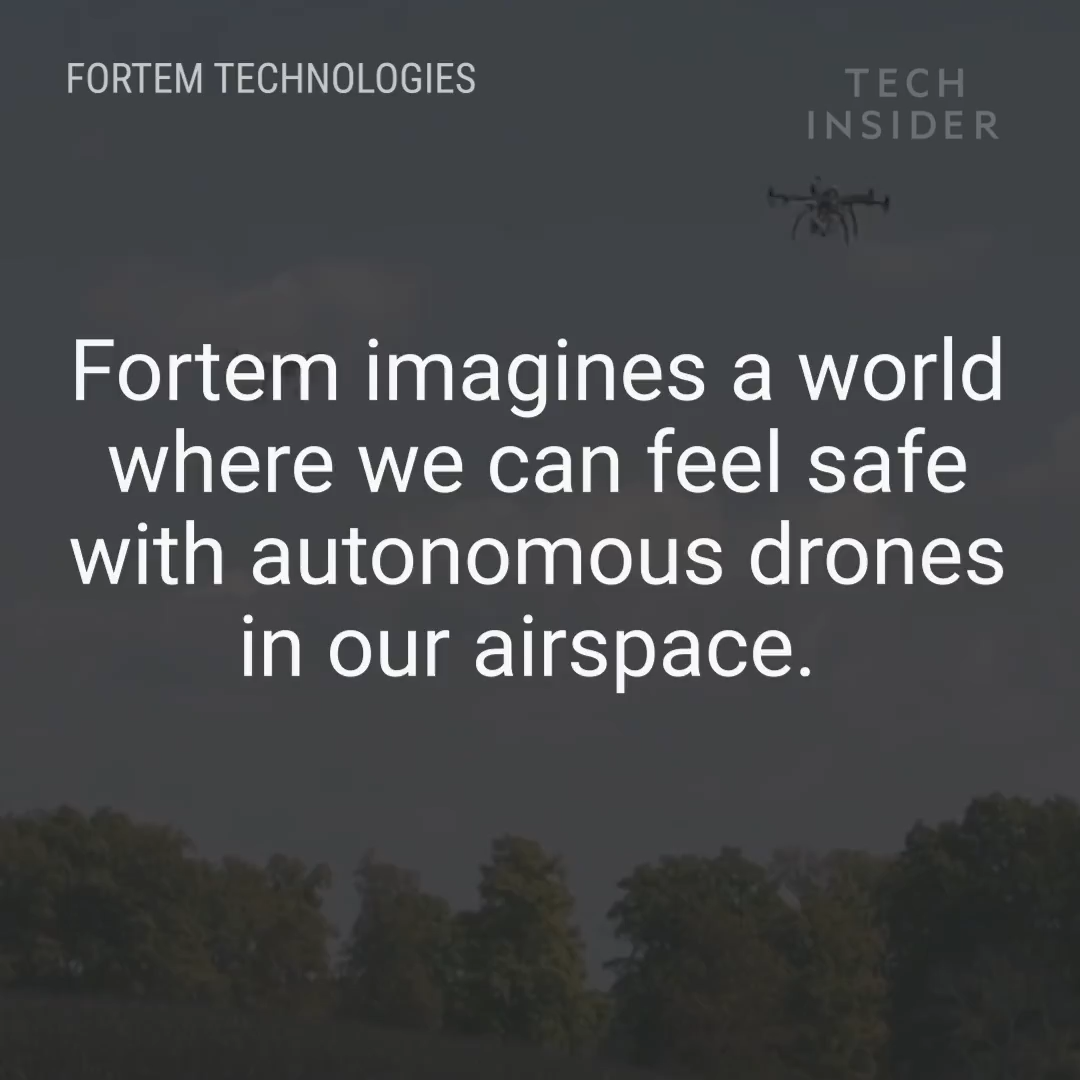 FORTEM TECHNOLOGIES
TECH
INSIDER
Fortem imagines a world
where we can feel safe
with autonomous drones
in our airspace.